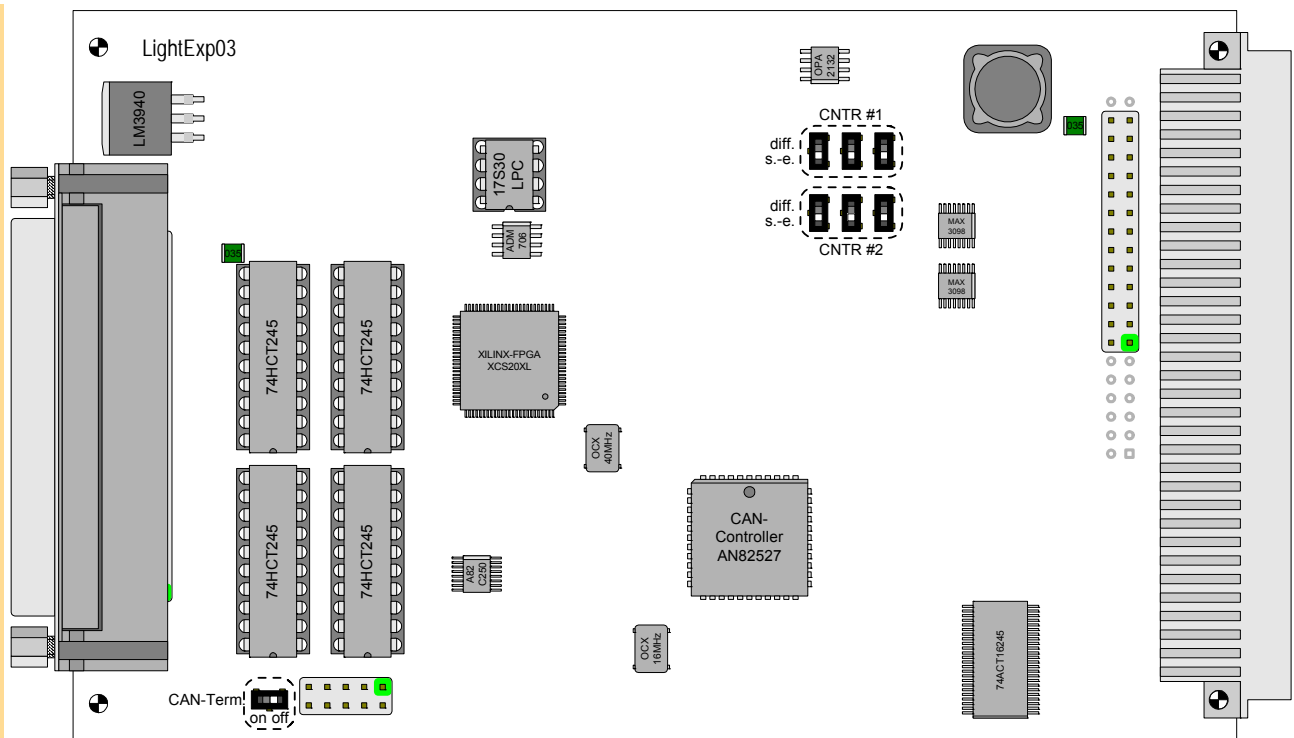 LightExp03
LM3940
OPA
2132
035
CNTR #1
diff.
s.-e.
diff.
s.-e.
CNTR #2
17S30
LPC
ADM
706
MAX
3098
MAX
3098
035
74HCT245
74HCT245
XILINX-FPGA
XCS20XL
OCX
40MHz
74HCT245
74HCT245
CAN-
Controller
AN82527
A82
C250
OCX
16MHz
74ACT16245
CAN-Term
on off